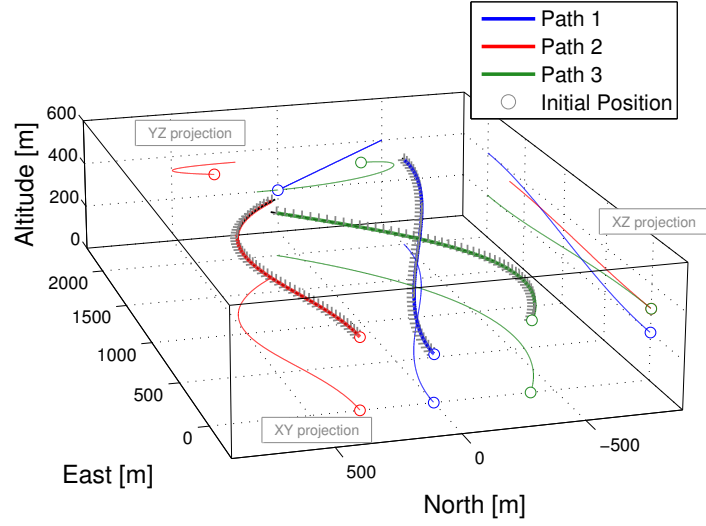 Path 1
Path 2
Path 3
Initial Position
YZ projection
XZ projection
XY projection
Altitude [m]
600
400
200
0
East [m]
2000
1500
1000
500
0
North [m]
500
0
−500